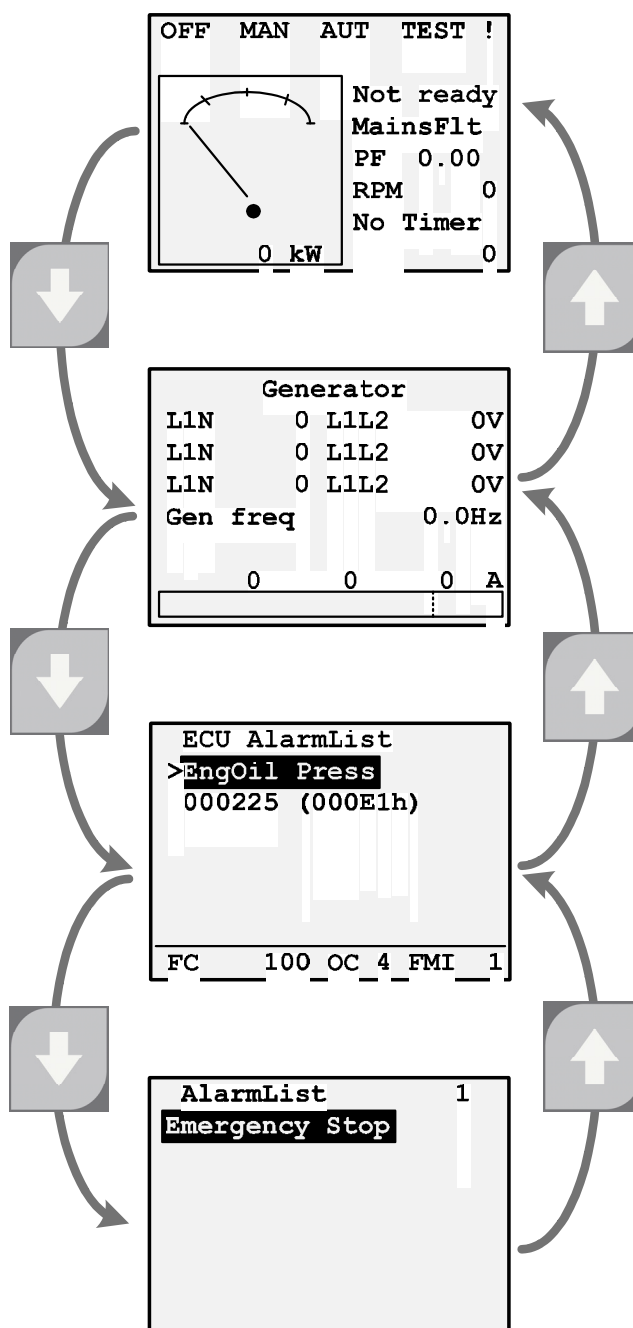 OFF MAN AUT TEST !
Not ready
MainsFlt
PF 0.00
RPM 0
No Timer
0 kW 0
Generator
L1N 0 L1L2 0V
L1N 0 L1L2 0V
L1N 0 L1L2 0V
Gen freq 0.0Hz
0 0 0 A
ECU AlarmList
>EngOil Press
000225 (000E1h)
FC 100 OC 4 FMI 1
AlarmList 1
Emergency Stop